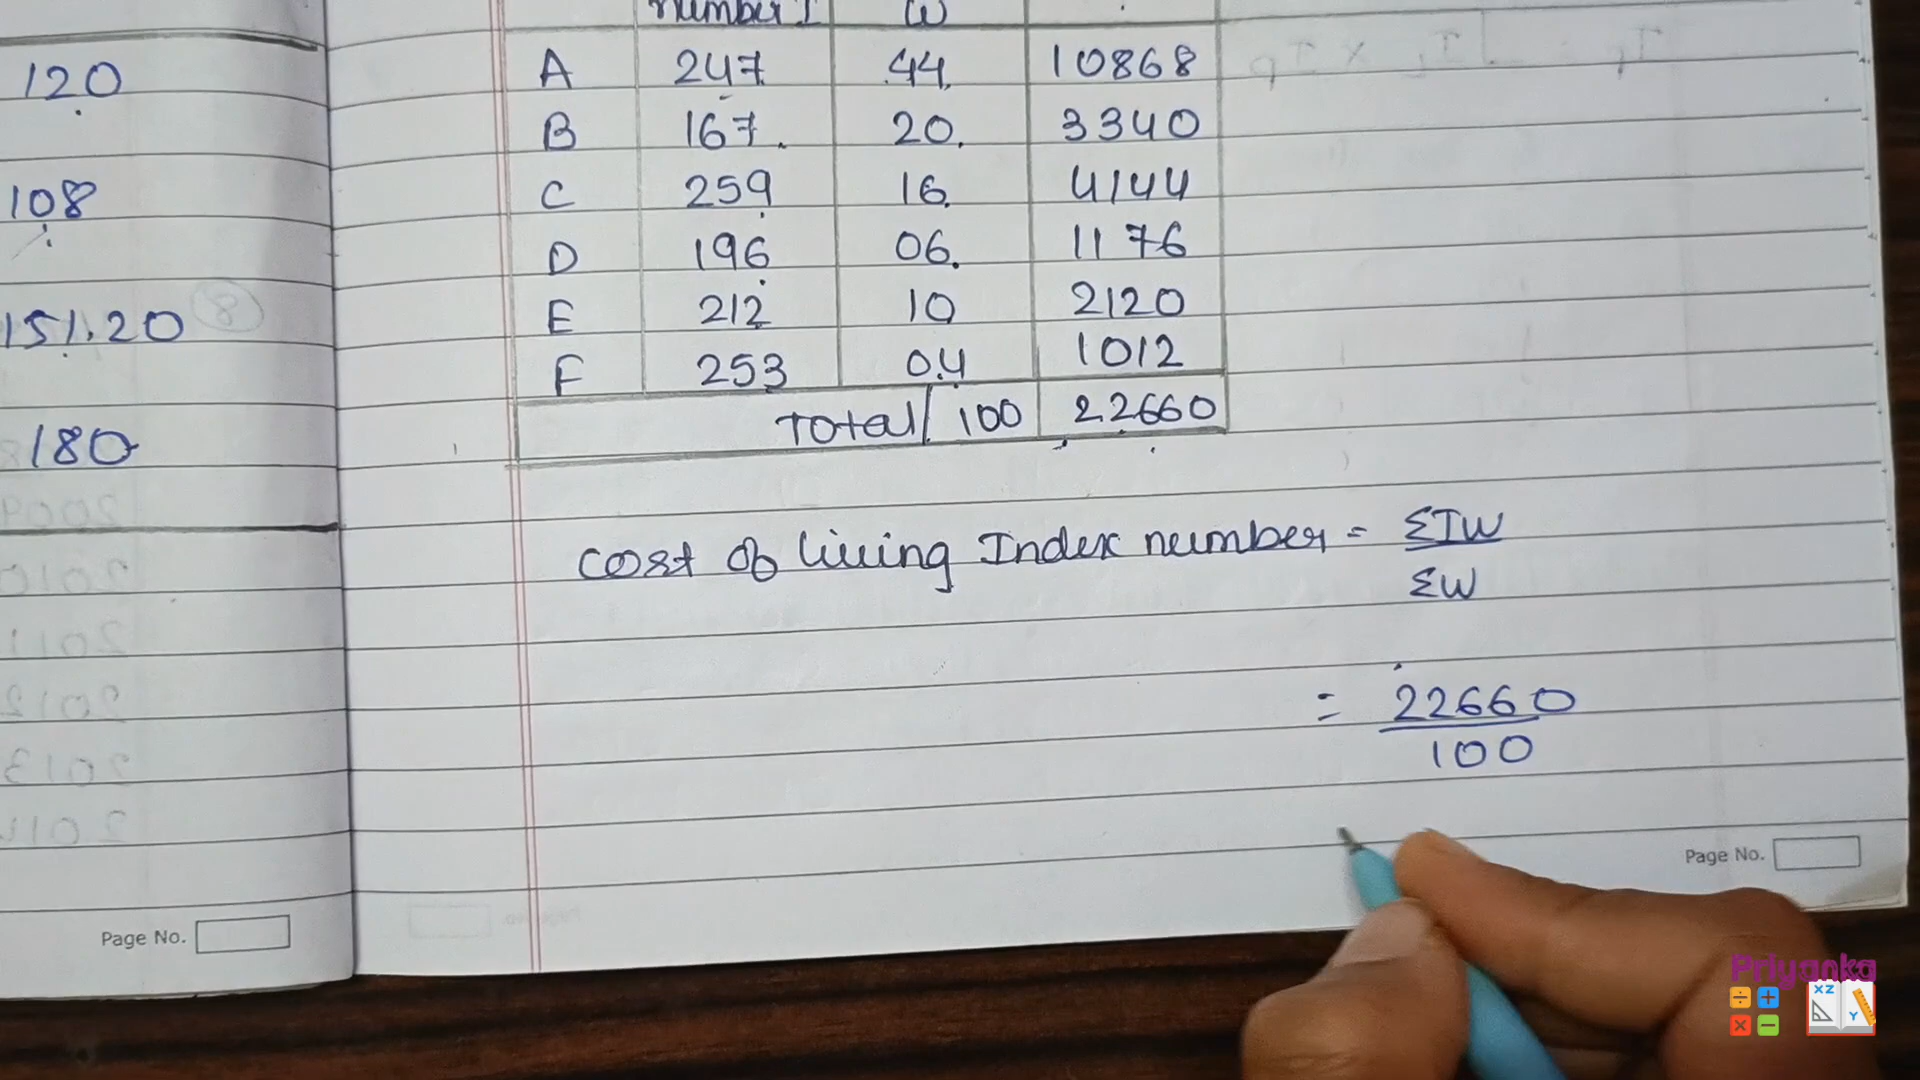 120
108
151.20
180
Page No.
number I W
A 247 44 10868
B 167 20 3340
C 259 16 4144
D 196 06 1176
E 212 10 2120
F 253 04 1012
Total 100 22660
Cost of living Index number = ΣIW
ΣW
= 22660
100
Page No.
Priyanka
XZ
Y